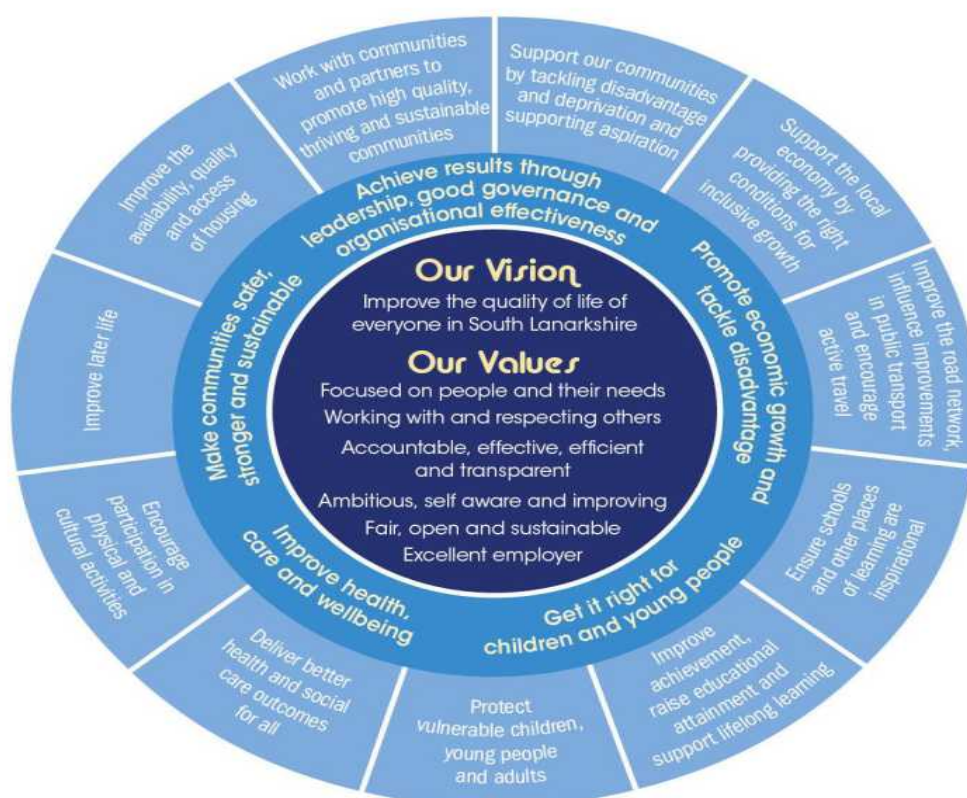 Our Vision
Improve the quality of life of
everyone in South Lanarkshire
Our Values
Focused on people and their needs
Working with and respecting others
Accountable, effective, efficient
and transparent
Ambitious, self aware and improving
Fair, open and sustainable
Excellent employer
Achieve results through
leadership, good governance and
organisational effectiveness
Promote economic growth and
tackle disadvantage
Get it right for
children and young people
Improve health,
care and wellbeing
Make communities safer,
stronger and sustainable
Work with communities
and partners to
promote high quality,
thriving and sustainable
communities
Support our communities
by tackling disadvantage
and deprivation and
supporting aspiration
Support the local
economy by
providing the right
conditions for
inclusive growth
Improve the road network,
influence improvements
in public transport
and encourage
active travel
Ensure schools
and other places
of learning are
inspirational
Improve
achievement,
raise educational
attainment and
support lifelong learning
Protect
vulnerable children,
young people
and adults
Deliver better
health and social
care outcomes
for all
Encourage
participation in
physical and
cultural activities
Improve later life
Improve the
availability, quality
and access
of housing